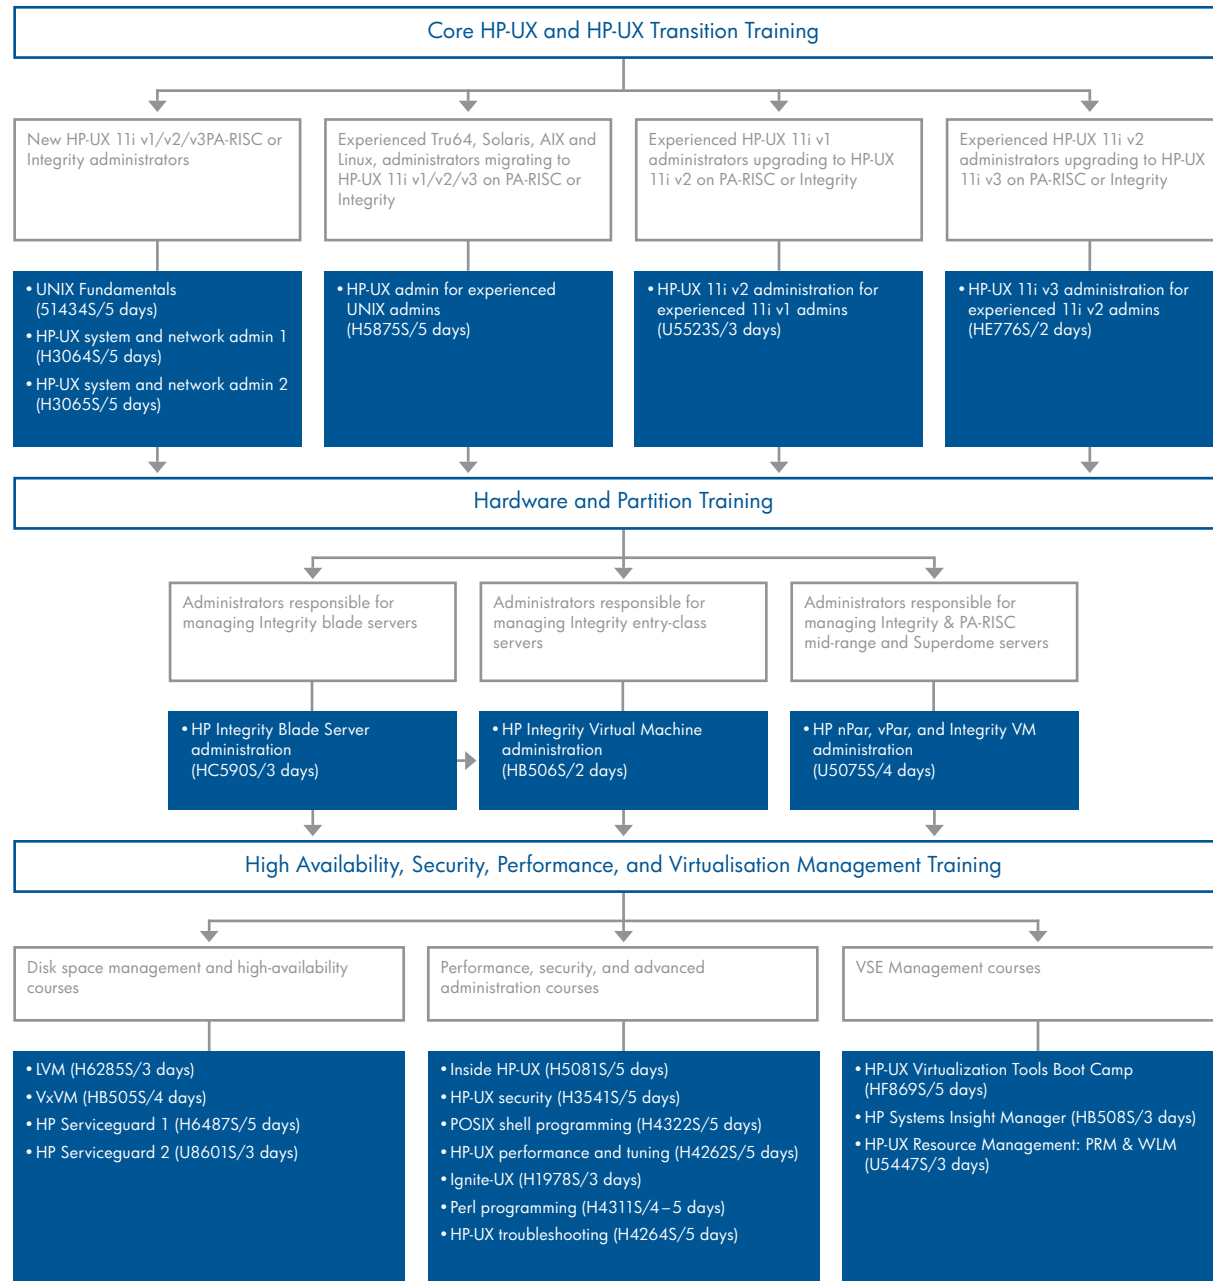 Core HP-UX and HP-UX Transition Training
New HP-UX 11i v1/v2/v3PA-RISC or
Integrity administrators
Experienced Tru64, Solaris, AIX and
Linux, administrators migrating to
HP-UX 11i v1/v2/v3 on PA-RISC or
Integrity
Experienced HP-UX 11i v1
administrators upgrading to HP-UX
11i v2 on PA-RISC or Integrity
Experienced HP-UX 11i v2
administrators upgrading to HP-UX
11i v3 on PA-RISC or Integrity
• UNIX Fundamentals
(51434S/5 days)
• HP-UX system and network admin 1
(H3064S/5 days)
• HP-UX system and network admin 2
(H3065S/5 days)
• HP-UX admin for experienced
UNIX admins
(H5875S/5 days)
• HP-UX 11i v2 administration for
experienced 11i v1 admins
(U5523S/3 days)
• HP-UX 11i v3 administration for
experienced 11i v2 admins
(HE776S/2 days)
Hardware and Partition Training
Administrators responsible for
managing Integrity blade servers
Administrators responsible for
managing Integrity entry-class
servers
Administrators responsible for
managing Integrity & PA-RISC
mid-range and Superdome servers
• HP Integrity Blade Server
administration
(HC590S/3 days)
• HP Integrity Virtual Machine
administration
(HB506S/2 days)
• HP nPar, vPar, and Integrity VM
administration
(U5075S/4 days)
High Availability, Security, Performance, and Virtualisation Management Training
Disk space management and high-availability
courses
Performance, security, and advanced
administration courses
VSE Management courses
• LVM (H6285S/3 days)
• VxVM (HB505S/4 days)
• HP Serviceguard 1 (H6487S/5 days)
• HP Serviceguard 2 (U8601S/3 days)
• Inside HP-UX (H5081S/5 days)
• HP-UX security (H3541S/5 days)
• POSIX shell programming (H4322S/5 days)
• HP-UX performance and tuning (H4262S/5 days)
• Ignite-UX (H1978S/3 days)
• Perl programming (H4311S/4–5 days)
• HP-UX troubleshooting (H4264S/5 days)
• HP-UX Virtualization Tools Boot Camp
(HF869S/5 days)
• HP Systems Insight Manager (HB508S/3 days)
• HP-UX Resource Management: PRM & WLM
(U5447S/3 days)